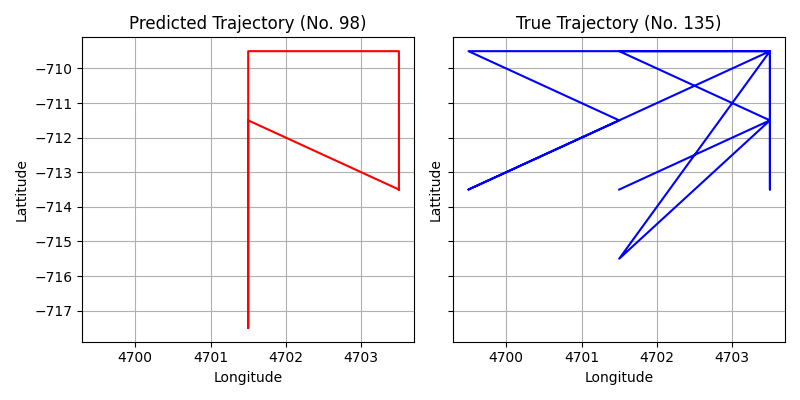 Predicted Trajectory (No. 98)
True Trajectory (No. 135)
−710
−711
−712
−713
−714
−715
−716
−717
Lattitude
Lattitude
4700 4701 4702 4703
4700 4701 4702 4703
Longitude
Longitude